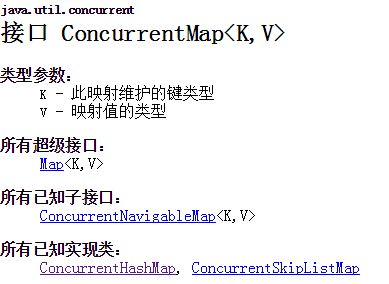 java.util.concurrent
接口 ConcurrentMap<K,V>
类型参数：
K - 此映射维护的键类型
V - 映射值的类型
所有超级接口：
Map<K,V>
所有已知子接口：
ConcurrentNavigableMap<K,V>
所有已知实现类：
ConcurrentHashMap, ConcurrentSkipListMap